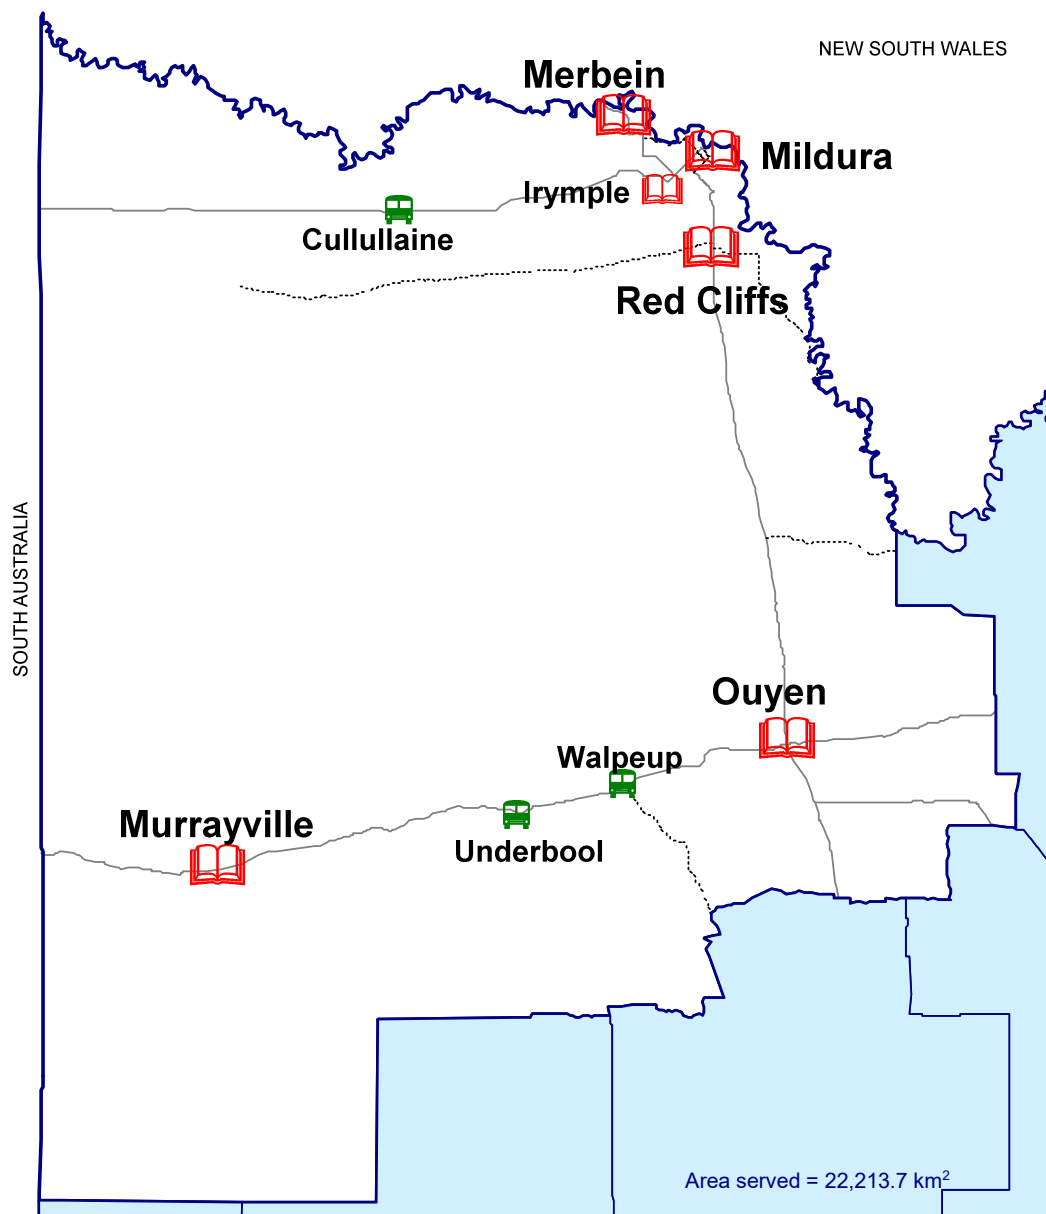 NEW SOUTH WALES
Merbein
Mildura
Irymple
Cullullaine
Red Cliffs
SOUTH AUSTRALIA
Ouyen
Walpeup
Murrayville
Underbool
Area served = 22,213.7 km²